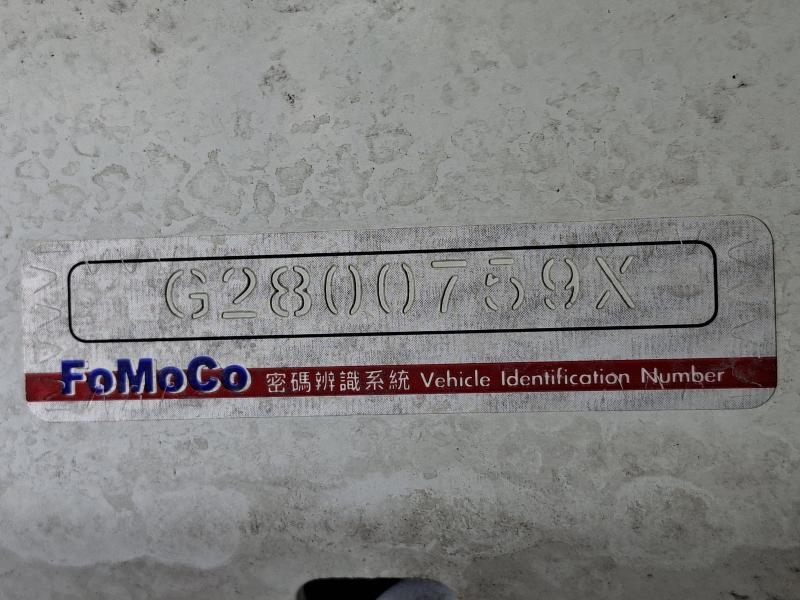 G2800759X
FoMoCo 密碼辨識系統 Vehicle Identification Number